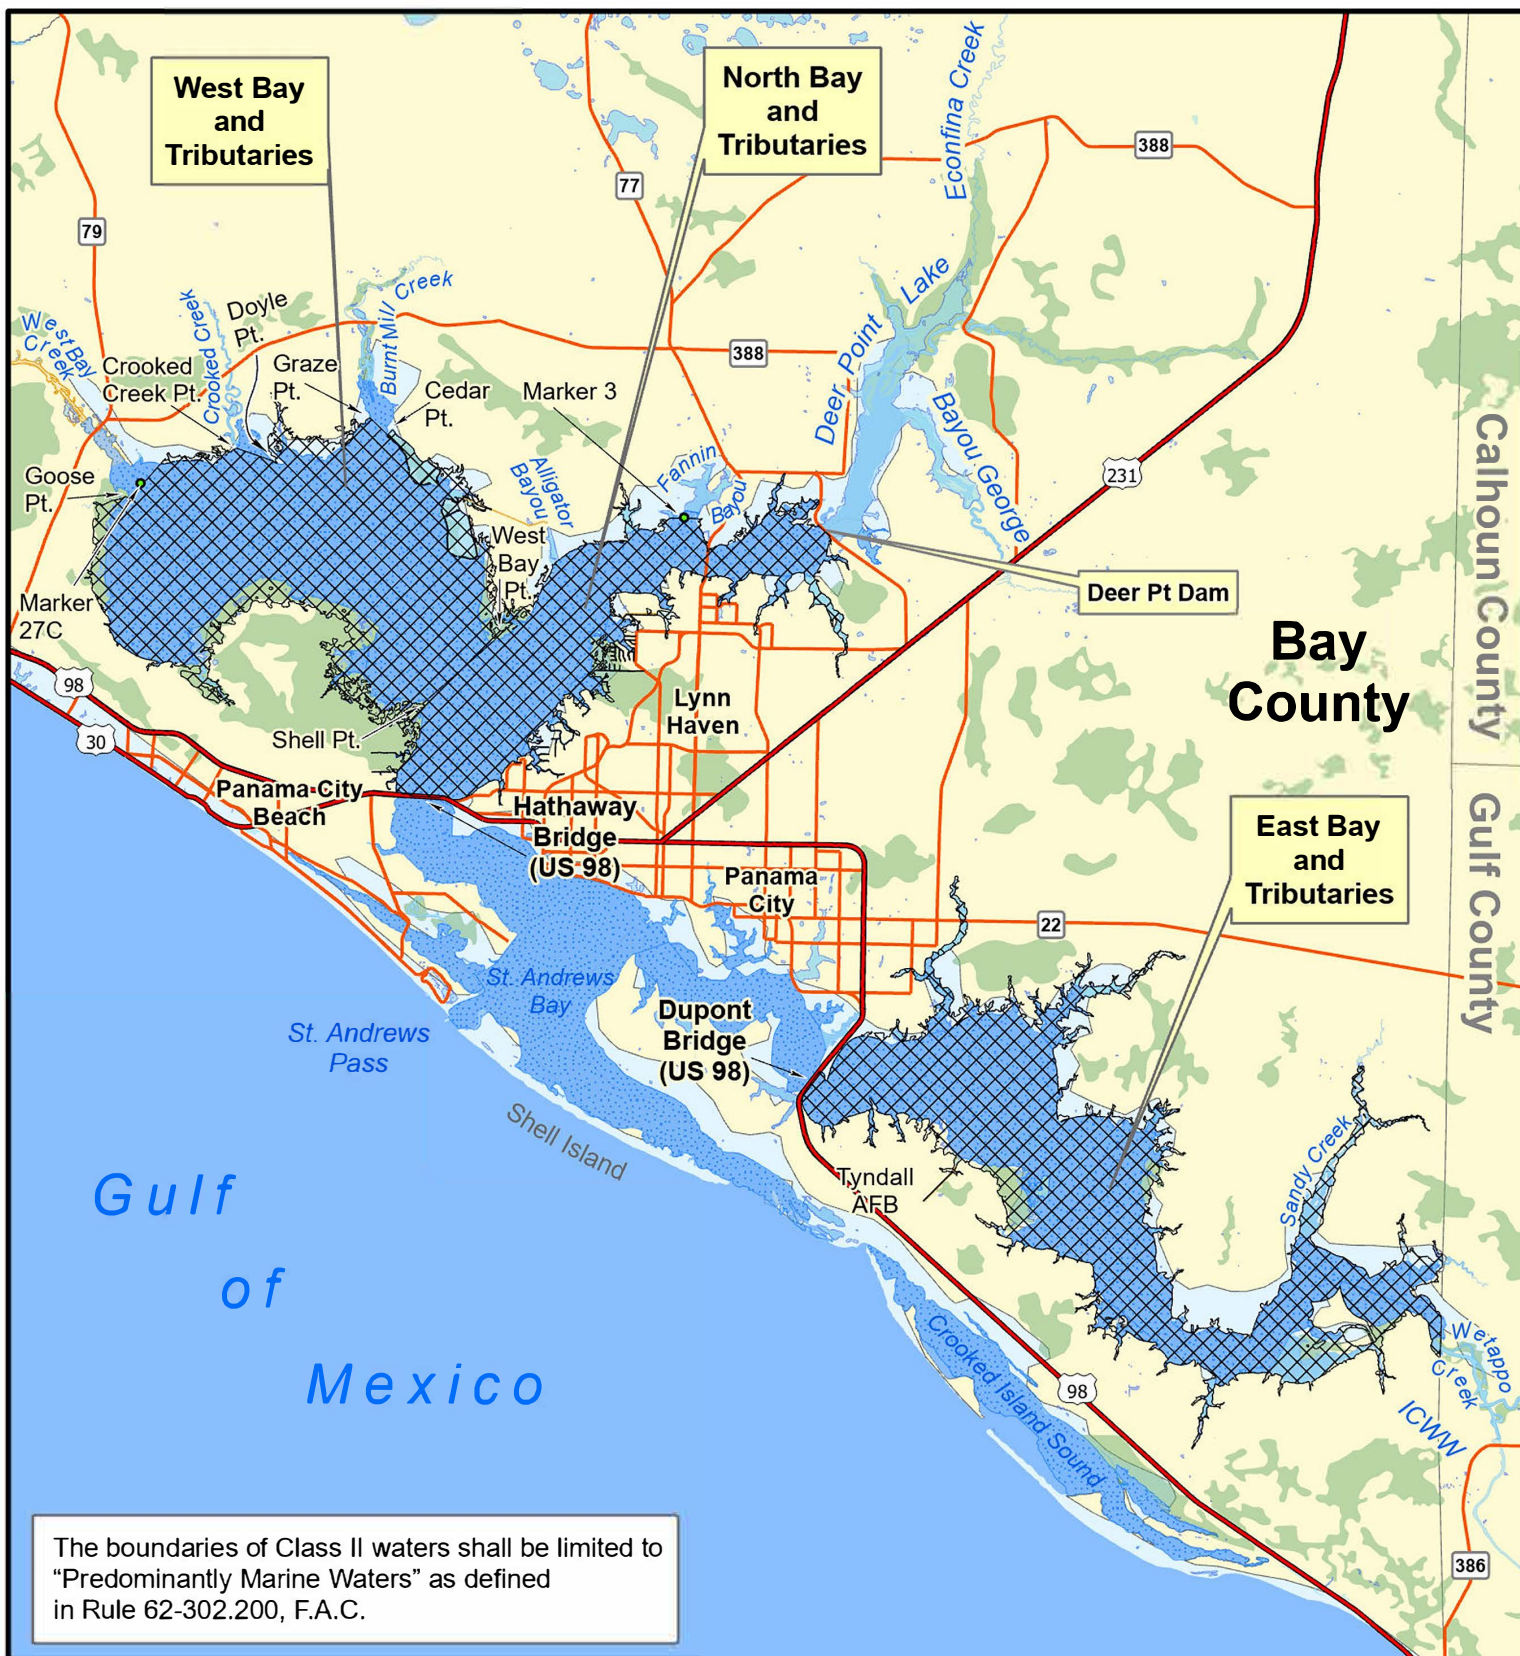 West Bay
and
Tributaries
North Bay
and
Tributaries
Econfina Creek
388
77
79
Lake
Deer Point
Burnt Mill Creek
Doyle
Pt.
Crooked Creek
West Bay
Creek
Crooked
Creek Pt.
Graze
Pt.
388
Cedar
Pt.
Marker 3
Bayou George
Fannin
Bayou
Alligator
Bayou
Goose
Pt.
231
Calhoun County
West
Bay
Pt.
Marker
27C
Deer Pt Dam
Bay
County
98
30
Lynn
Haven
Shell Pt.
Panama City
Beach
Hathaway
Bridge
(US 98)
Gulf County
East Bay
and
Tributaries
Panama
City
22
St. Andrews
Bay
St. Andrews
Pass
Dupont
Bridge
(US 98)
Shell Island
Tyndall
AFB
Sandy Creek
Gulf
of
Mexico
Crooked Island Sound
98
Wetappo
Creek
ICWW
386
The boundaries of Class II waters shall be limited to
“Predominantly Marine Waters” as defined
in Rule 62-302.200, F.A.C.